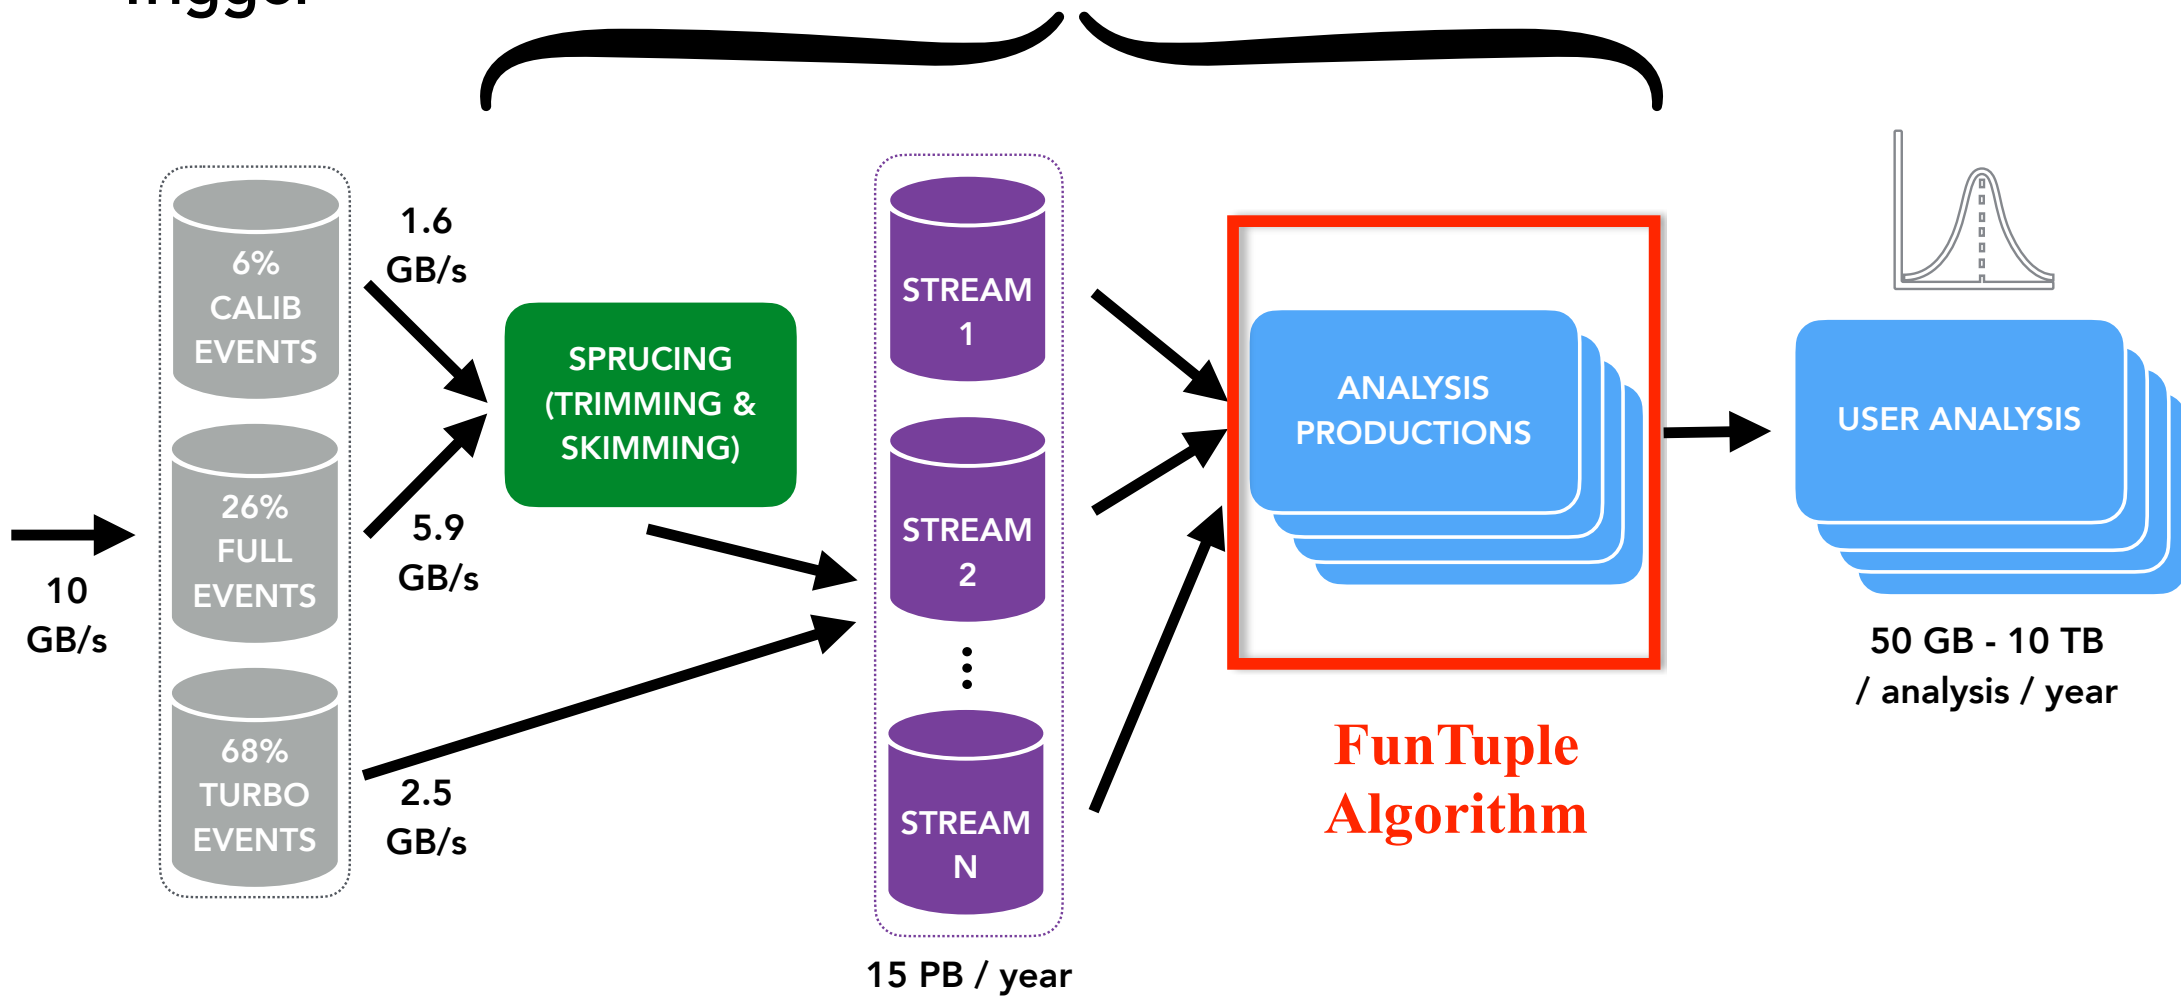 10
GB/s
6%
CALIB
EVENTS
26%
FULL
EVENTS
68%
TURBO
EVENTS
1.6
GB/s
5.9
GB/s
2.5
GB/s
SPRUCING
(TRIMMING &
SKIMMING)
STREAM
1
STREAM
2
STREAM
N
15 PB / year
ANALYSIS
PRODUCTIONS
FunTuple
Algorithm
USER ANALYSIS
50 GB - 10 TB
/ analysis / year